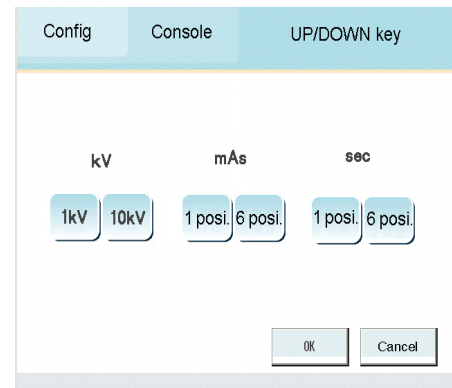 Config Console UP/DOWN key
kV mAs sec
1kV 10kV 1 posi. 6 posi. 1 posi. 6 posi.
OK Cancel